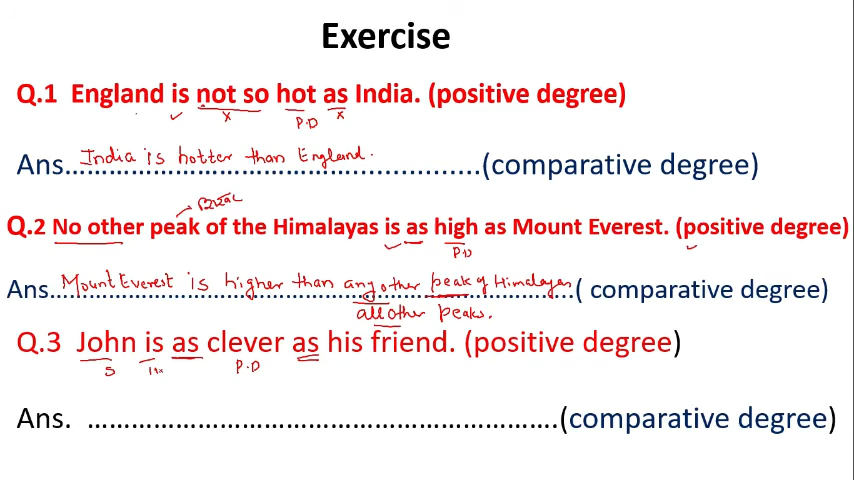 Exercise
Q.1 England is not so hot as India. (positive degree)
x P.D x
India is hotter than England.
Ans………………………………………………..........(comparative degree)
Q.2 No other peak of the Himalayas is as high as Mount Everest. (positive degree)
P.D
Mount Everest is higher than any other peak of Himalayas
Ans……………………………………………………………………( comparative degree)
all other peaks.
Q.3 John is as clever as his friend. (positive degree)
S P.D
Ans. ……………………………………………………….(comparative degree)